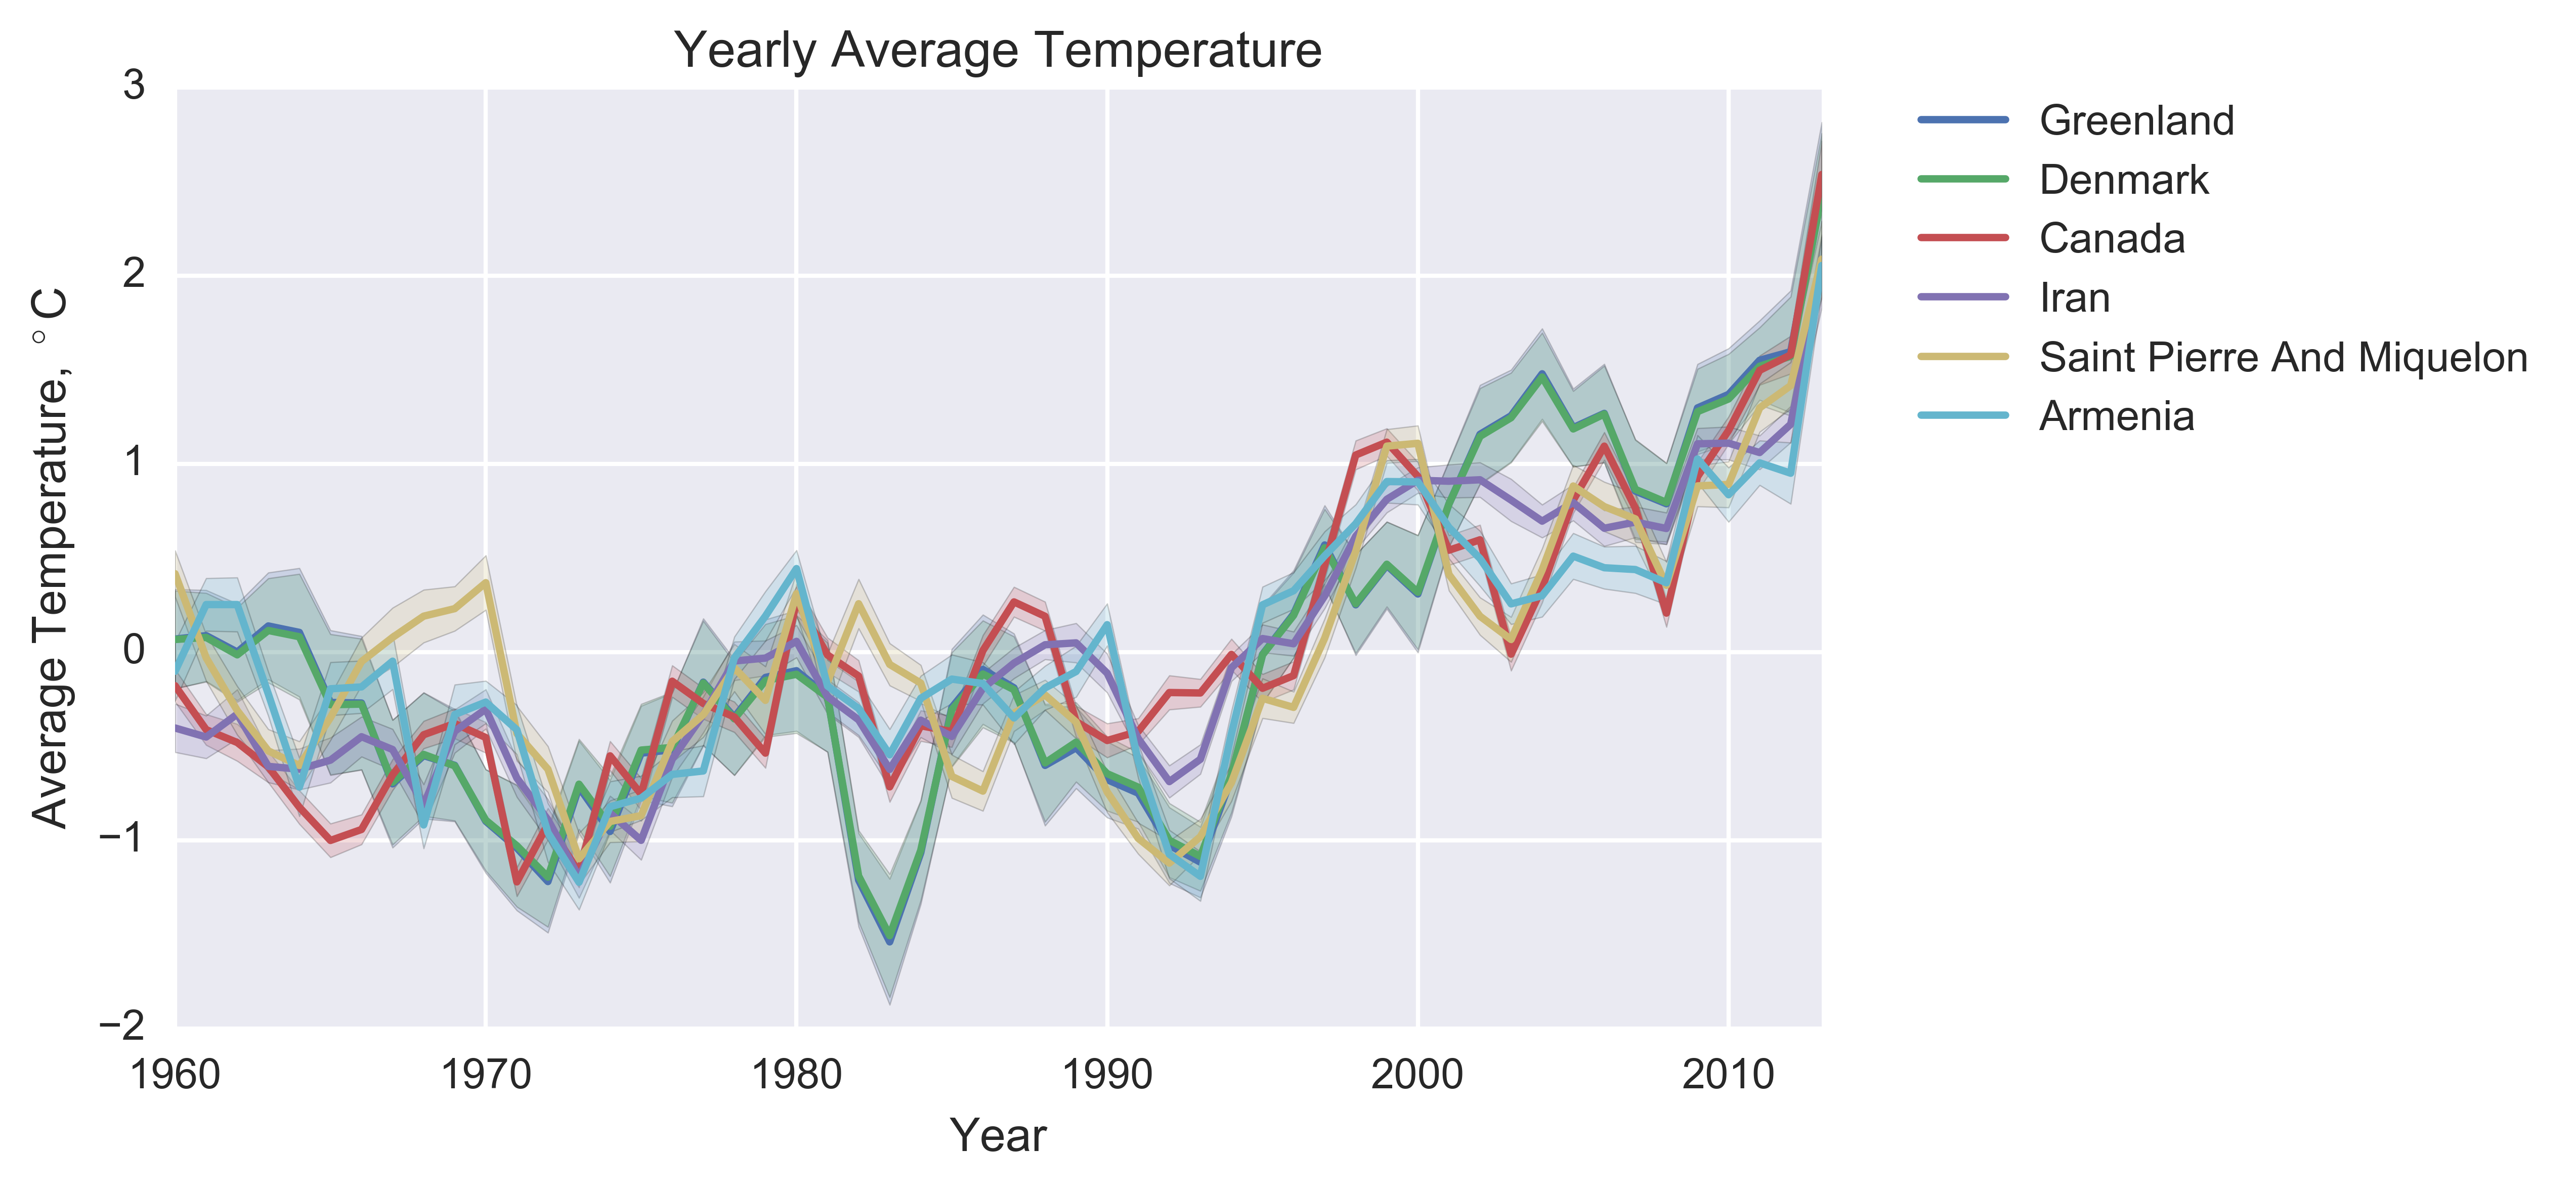 Yearly Average Temperature
3
2
1
0
−1
−2
Average Temperature, °C
1960 1970 1980 1990 2000 2010
Year
Greenland
Denmark
Canada
Iran
Saint Pierre And Miquelon
Armenia